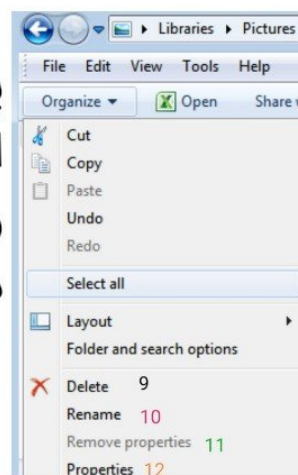 Libraries ▸ Pictures
File Edit View Tools Help
Organize ▾ Open Share
Cut
Copy
Paste
Undo
Redo
Select all
Layout
Folder and search options
Delete 9
Rename 10
Remove properties 11
Properties 12